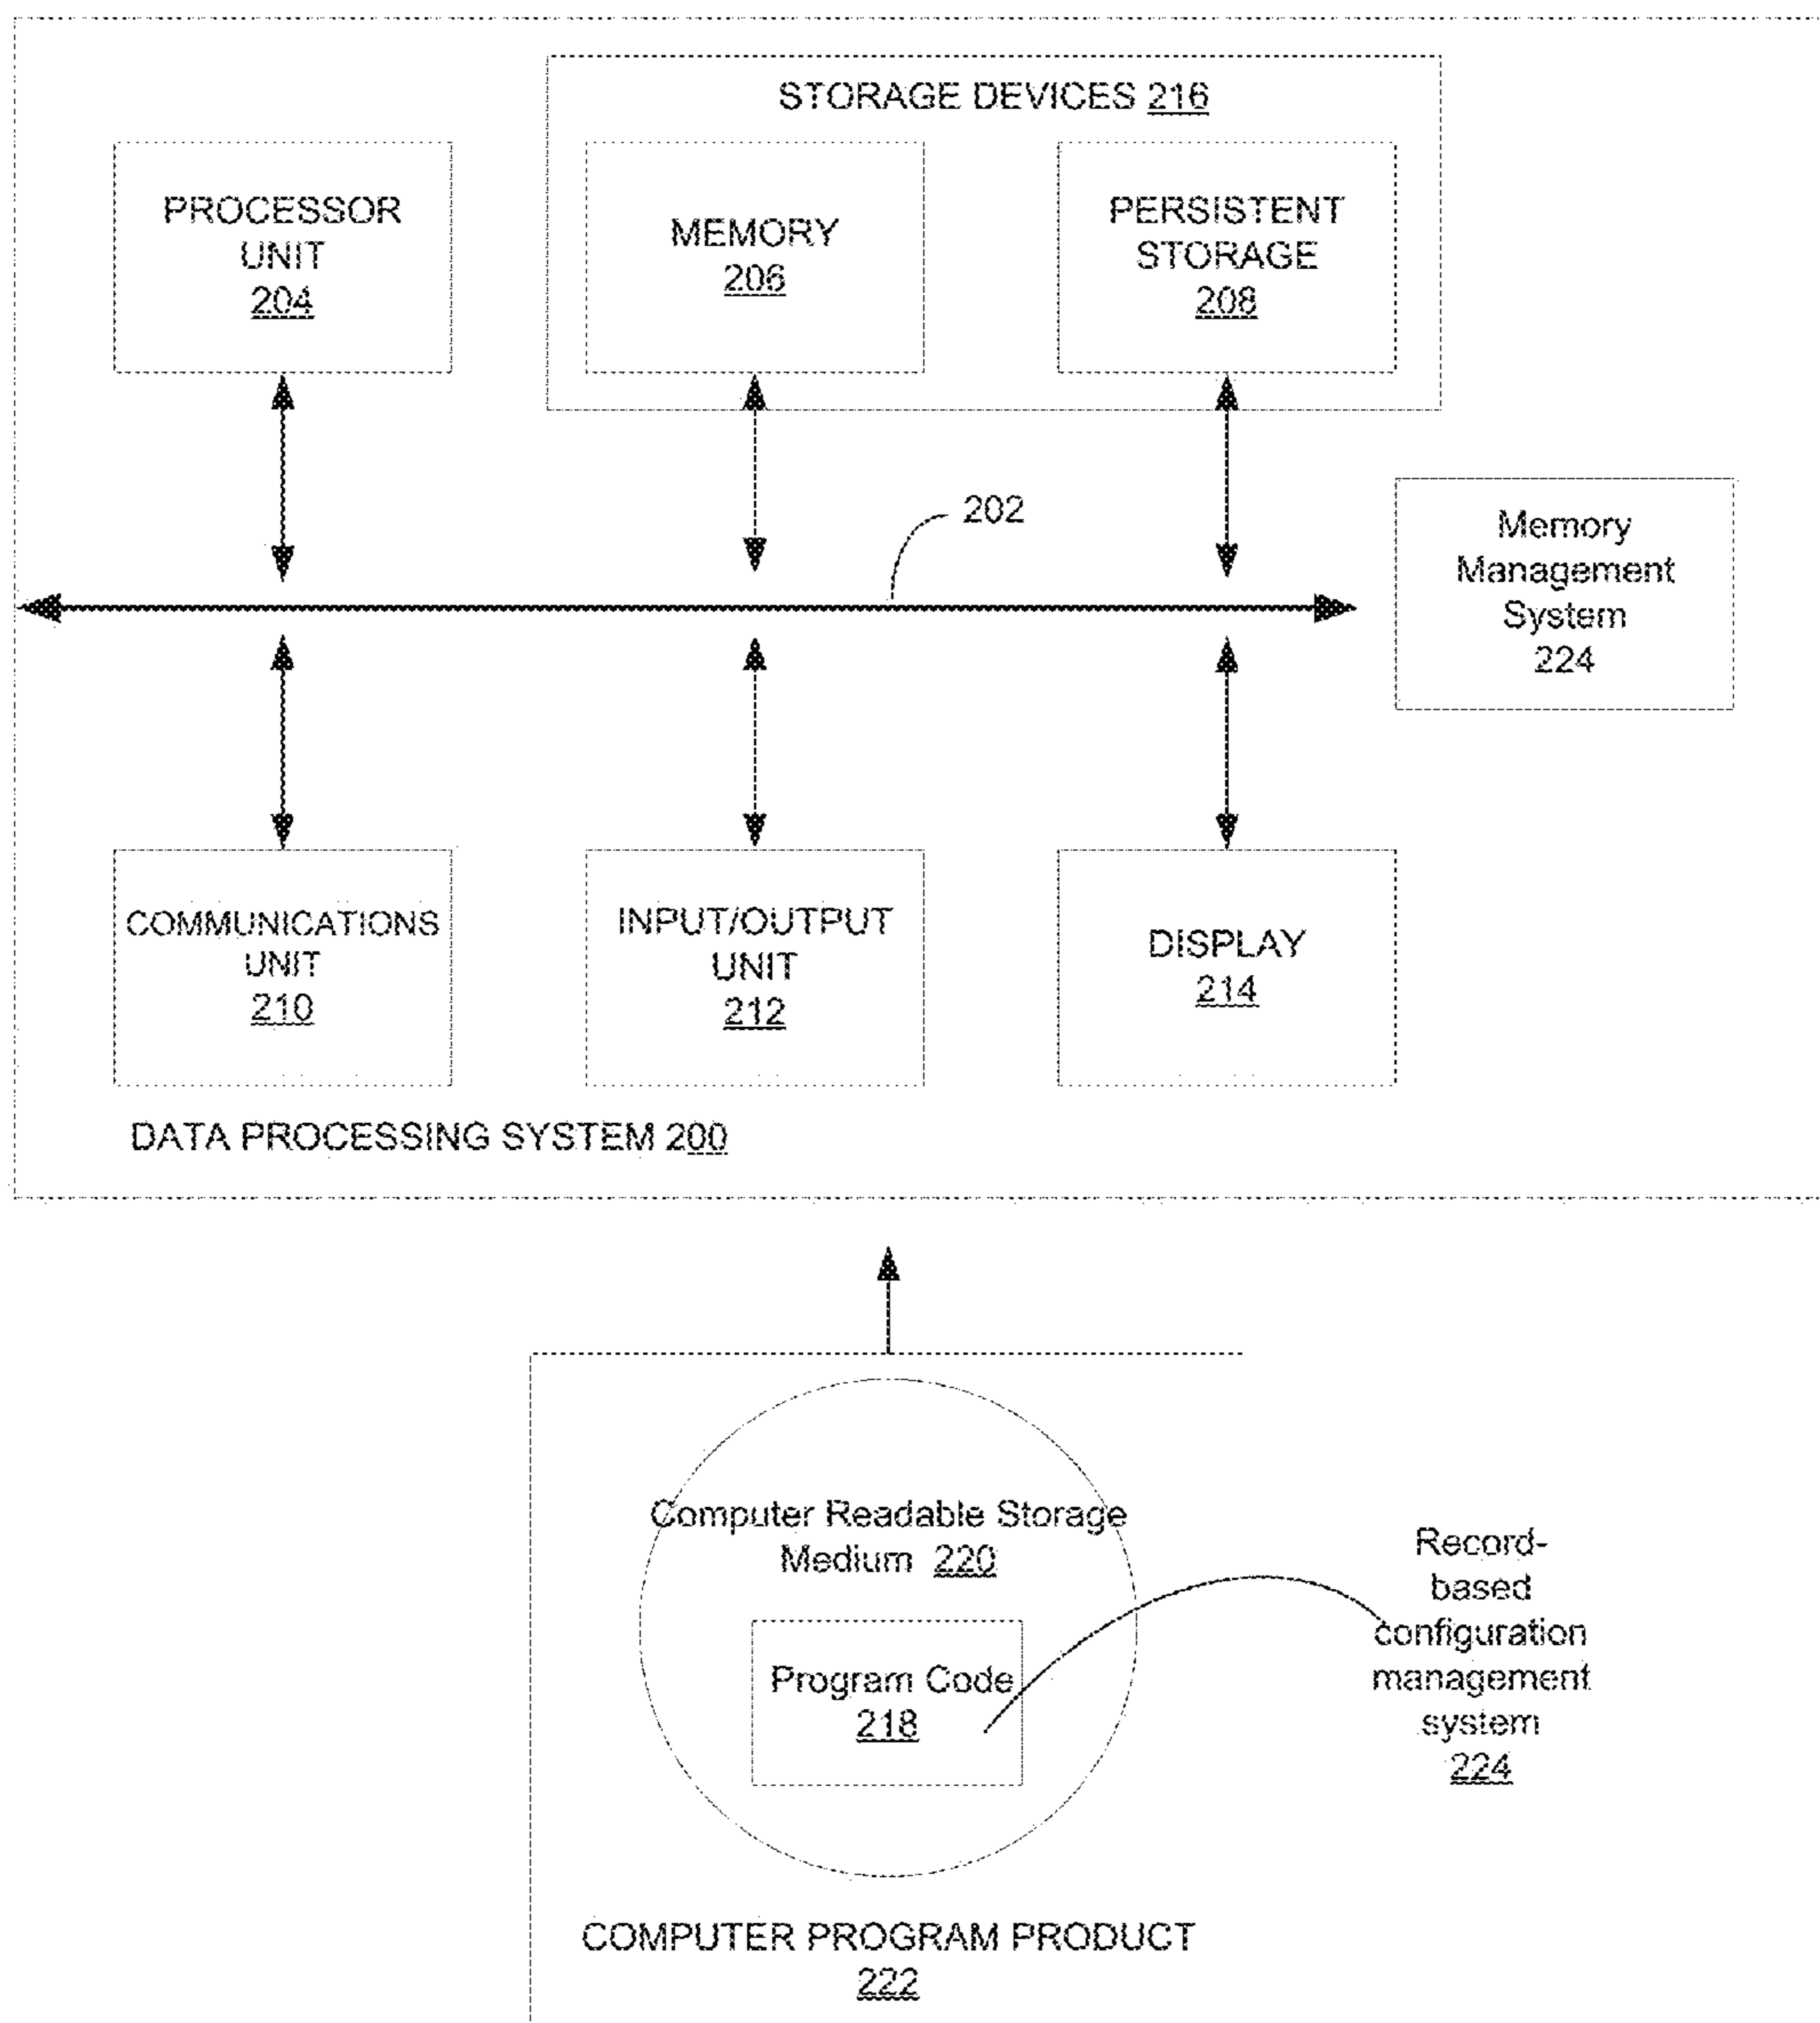 STORAGE DEVICES 216
PROCESSOR
UNIT
204
MEMORY
206
PERSISTENT
STORAGE
208
202
Memory
Management
System
224
COMMUNICATIONS
UNIT
210
INPUT/OUTPUT
UNIT
212
DISPLAY
214
DATA PROCESSING SYSTEM 200
Computer Readable Storage
Medium 220
Program Code
218
Record-
based
configuration
management
system
224
COMPUTER PROGRAM PRODUCT
222